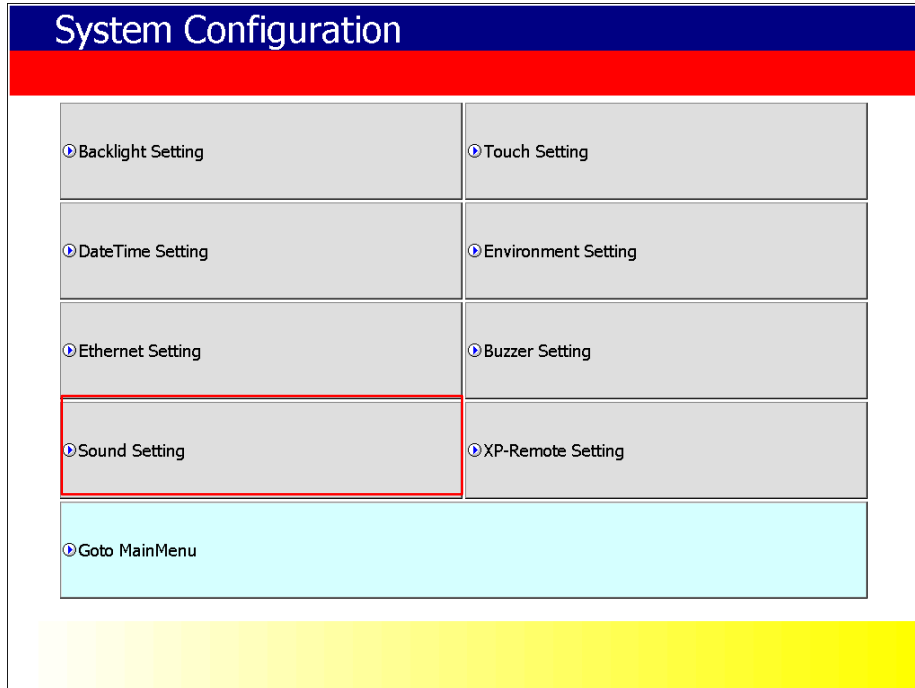 System Configuration
Backlight Setting
Touch Setting
DateTime Setting
Environment Setting
Ethernet Setting
Buzzer Setting
Sound Setting
XP-Remote Setting
Goto MainMenu